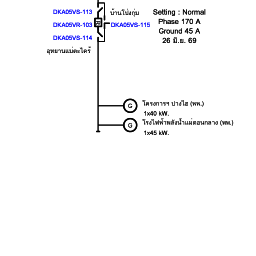 DKA05VS-113
บ้านโป่งกุ่ม
DKA05VR-103
DKA05VS-115
DKA05VS-114
อุทยานแม่ตะไคร้
Setting : Normal
Phase 170 A
Ground 45 A
26 มิ.ย. 69
G
โครงการฯ ปางไฮ (พพ.)
1x40 kW.
G
โรงไฟฟ้าพลังน้ำแม่ตอนกลาง (พพ.)
1x45 kW.